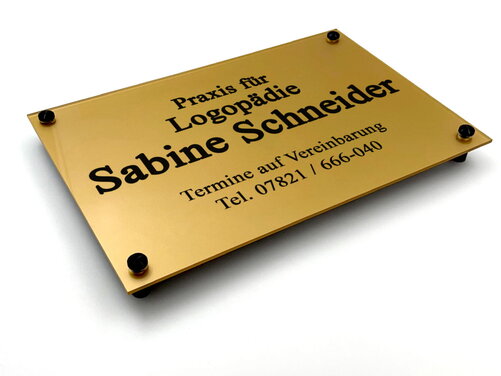 Praxis für
Logopädie
Sabine Schneider
Termine auf Vereinbarung
Tel. 07821 / 666-040